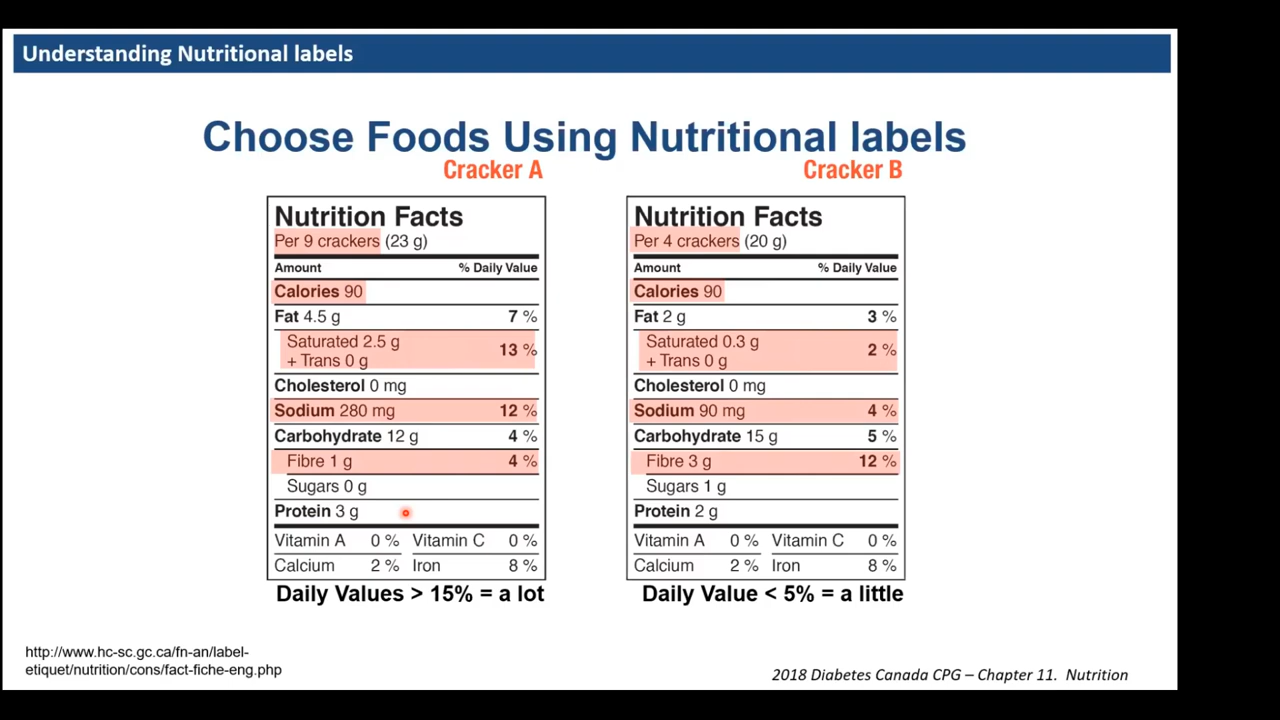 Understanding Nutritional labels
Choose Foods Using Nutritional labels
Cracker A
Nutrition Facts
Per 9 crackers (23 g)
Amount % Daily Value
Calories 90
Fat 4.5 g 7 %
Saturated 2.5 g
+ Trans 0 g 13 %
Cholesterol 0 mg
Sodium 280 mg 12 %
Carbohydrate 12 g 4 %
Fibre 1 g 4 %
Sugars 0 g
Protein 3 g
Vitamin A 0 % Vitamin C 0 %
Calcium 2 % Iron 8 %
Daily Values > 15% = a lot
Cracker B
Nutrition Facts
Per 4 crackers (20 g)
Amount % Daily Value
Calories 90
Fat 2 g 3 %
Saturated 0.3 g
+ Trans 0 g 2 %
Cholesterol 0 mg
Sodium 90 mg 4 %
Carbohydrate 15 g 5 %
Fibre 3 g 12 %
Sugars 1 g
Protein 2 g
Vitamin A 0 % Vitamin C 0 %
Calcium 2 % Iron 8 %
Daily Value < 5% = a little
http://www.hc-sc.gc.ca/fn-an/label-
etiquet/nutrition/cons/fact-fiche-eng.php
2018 Diabetes Canada CPG – Chapter 11. Nutrition